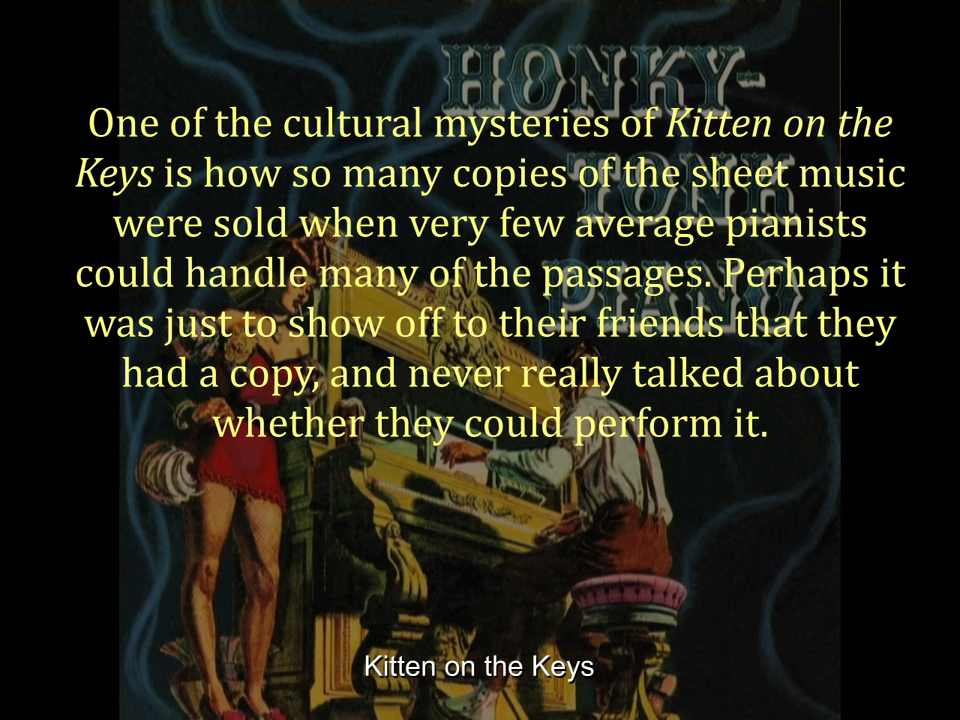 HONKY-
TONK
PIANO
One of the cultural mysteries of Kitten on the
Keys is how so many copies of the sheet music
were sold when very few average pianists
could handle many of the passages. Perhaps it
was just to show off to their friends that they
had a copy, and never really talked about
whether they could perform it.
Kitten on the Keys